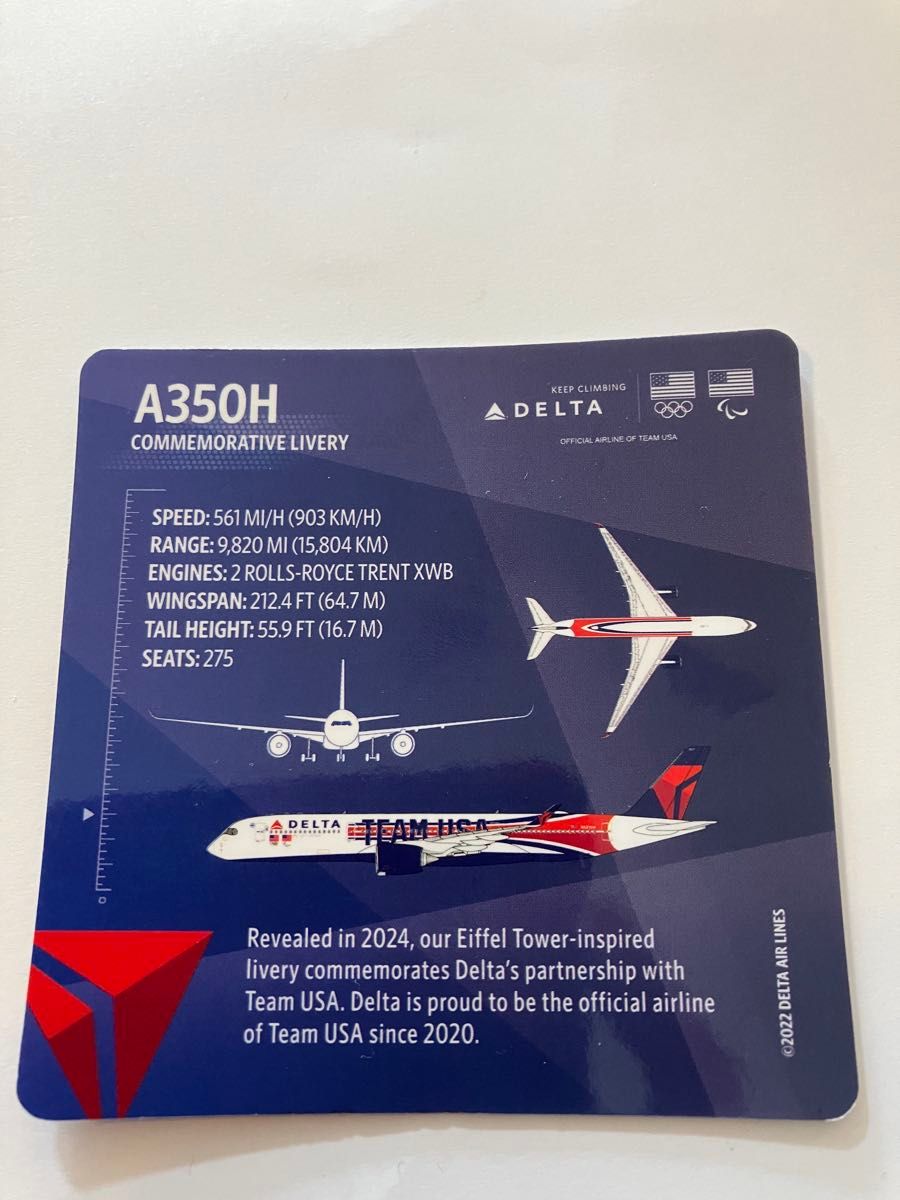 A350H
COMMEMORATIVE LIVERY
KEEP CLIMBING
DELTA
OFFICIAL AIRLINE OF TEAM USA
SPEED: 561 MI/H (903 KM/H)
RANGE: 9,820 MI (15,804 KM)
ENGINES: 2 ROLLS-ROYCE TRENT XWB
WINGSPAN: 212.4 FT (64.7 M)
TAIL HEIGHT: 55.9 FT (16.7 M)
SEATS: 275
DELTA
TEAM USA
0
Revealed in 2024, our Eiffel Tower-inspired
livery commemorates Delta's partnership with
Team USA. Delta is proud to be the official airline
of Team USA since 2020.
©2022 DELTA AIR LINES